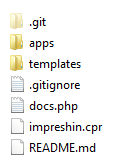 .git
apps
templates
.gitignore
docs.php
impreshin.cpr
README.md